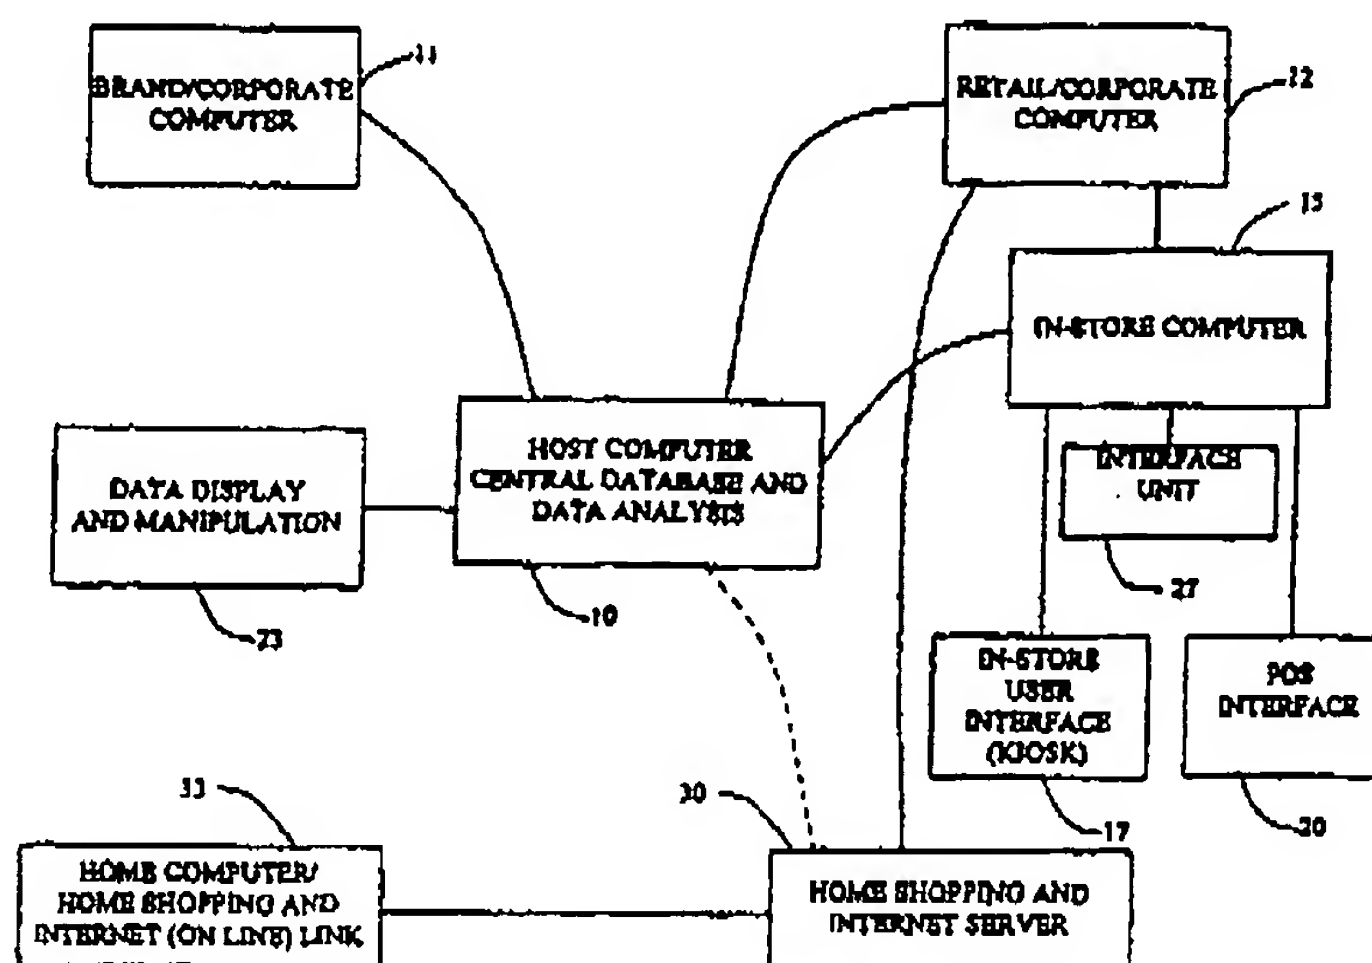 11
BRAND/CORPORATE
COMPUTER
RETAIL/CORPORATE
COMPUTER
12
13
IN-STORE COMPUTER
HOST COMPUTER
CENTRAL DATABASE AND
DATA ANALYSIS
DATA DISPLAY
AND MANIPULATION
INTERFACE
UNIT
27
10
23
IN-STORE
USER
INTERFACE
(KIOSK)
POS
INTERFACE
33
30
17
20
HOME COMPUTER/
HOME SHOPPING AND
INTERNET (ON LINE) LINK
HOME SHOPPING AND
INTERNET SERVER